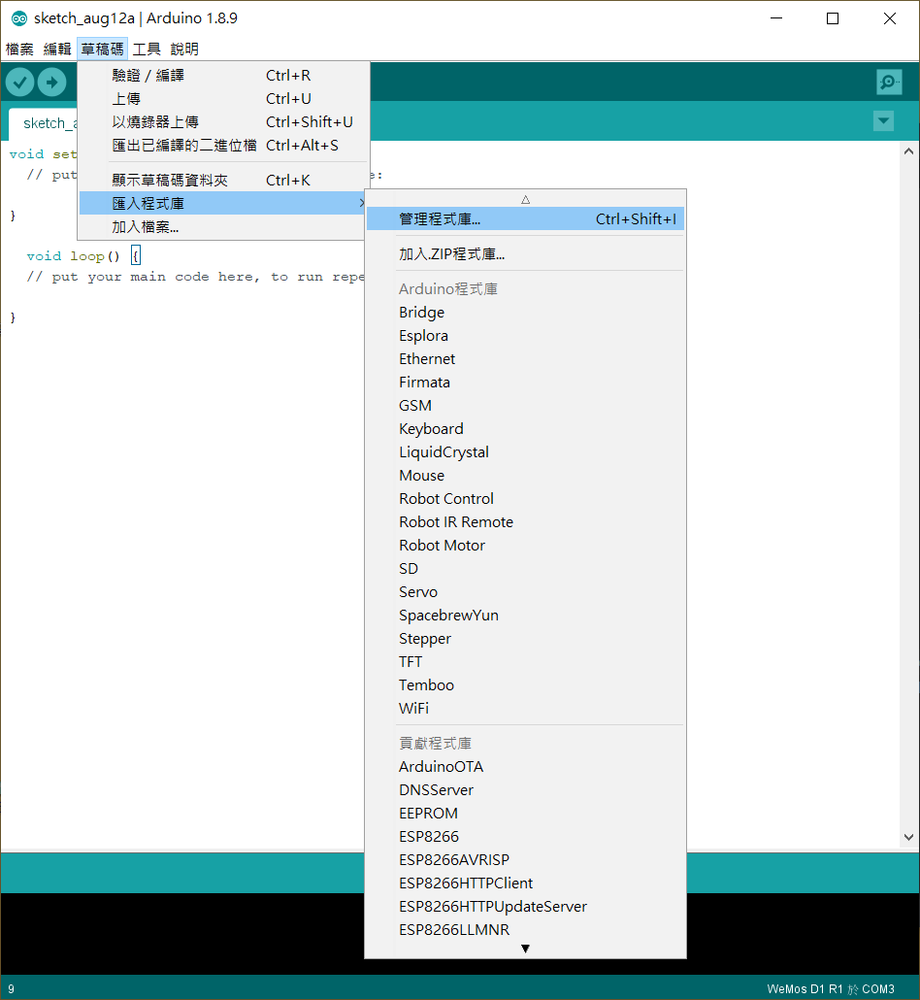 sketch_aug12a | Arduino 1.8.9
檔案 編輯 草稿碼 工具 說明
驗證 / 編譯 Ctrl+R
上傳 Ctrl+U
以燒錄器上傳 Ctrl+Shift+U
匯出已編譯的二進位檔 Ctrl+Alt+S
顯示草稿碼資料夾 Ctrl+K
匯入程式庫
加入檔案...
sketch_a
void set
// put e:
}
void loop() {
// put your main code here, to run repe
}
管理程式庫... Ctrl+Shift+I
加入.ZIP程式庫...
Arduino程式庫
Bridge
Esplora
Ethernet
Firmata
GSM
Keyboard
LiquidCrystal
Mouse
Robot Control
Robot IR Remote
Robot Motor
SD
Servo
SpacebrewYun
Stepper
TFT
Temboo
WiFi
貢獻程式庫
ArduinoOTA
DNSServer
EEPROM
ESP8266
ESP8266AVRISP
ESP8266HTTPClient
ESP8266HTTPUpdateServer
ESP8266LLMNR
9 WeMos D1 R1 於 COM3